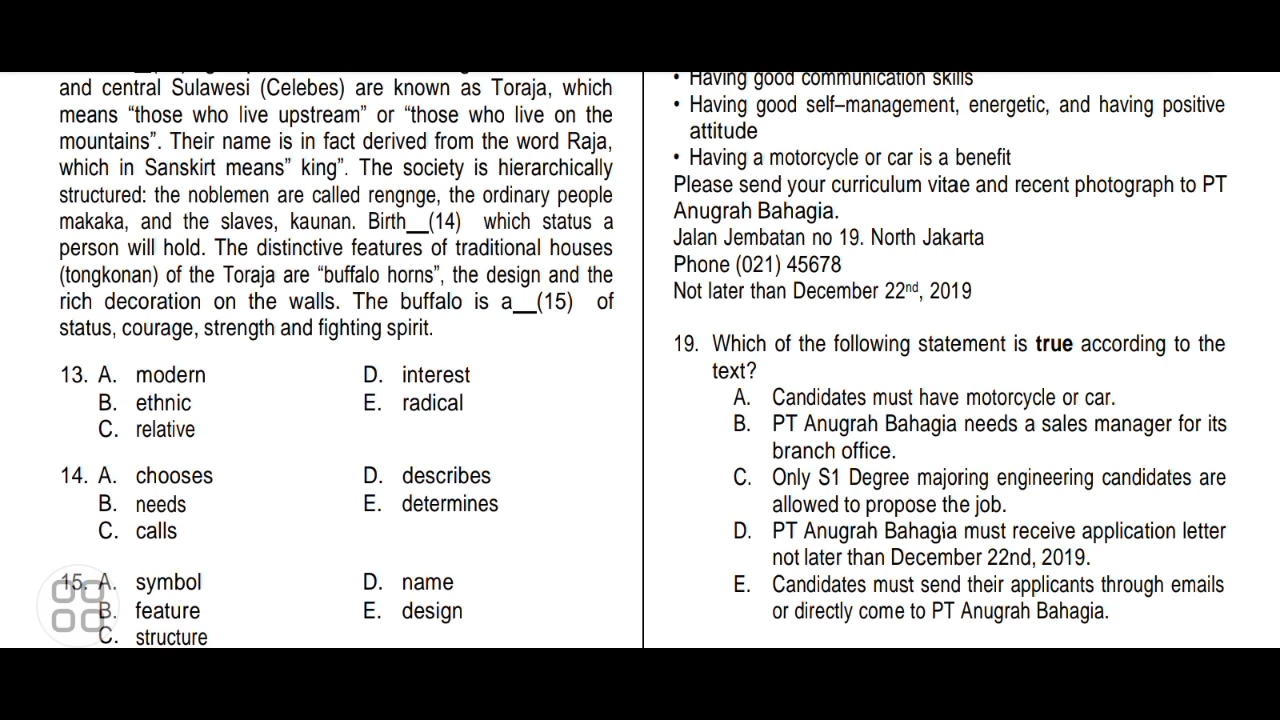 and central Sulawesi (Celebes) are known as Toraja, which
means “those who live upstream” or “those who live on the
mountains”. Their name is in fact derived from the word Raja,
which in Sanskirt means” king”. The society is hierarchically
structured: the noblemen are called rengnge, the ordinary people
makaka, and the slaves, kaunan. Birth__(14) which status a
person will hold. The distinctive features of traditional houses
(tongkonan) of the Toraja are “buffalo horns”, the design and the
rich decoration on the walls. The buffalo is a__(15) of
status, courage, strength and fighting spirit.
13. A. modern D. interest
B. ethnic E. radical
C. relative
14. A. chooses D. describes
B. needs E. determines
C. calls
15. A. symbol D. name
B. feature E. design
C. structure
• Having good communication skills
• Having good self–management, energetic, and having positive
attitude
• Having a motorcycle or car is a benefit
Please send your curriculum vitae and recent photograph to PT
Anugrah Bahagia.
Jalan Jembatan no 19. North Jakarta
Phone (021) 45678
Not later than December 22nd, 2019
19. Which of the following statement is true according to the
text?
A. Candidates must have motorcycle or car.
B. PT Anugrah Bahagia needs a sales manager for its
branch office.
C. Only S1 Degree majoring engineering candidates are
allowed to propose the job.
D. PT Anugrah Bahagia must receive application letter
not later than December 22nd, 2019.
E. Candidates must send their applicants through emails
or directly come to PT Anugrah Bahagia.